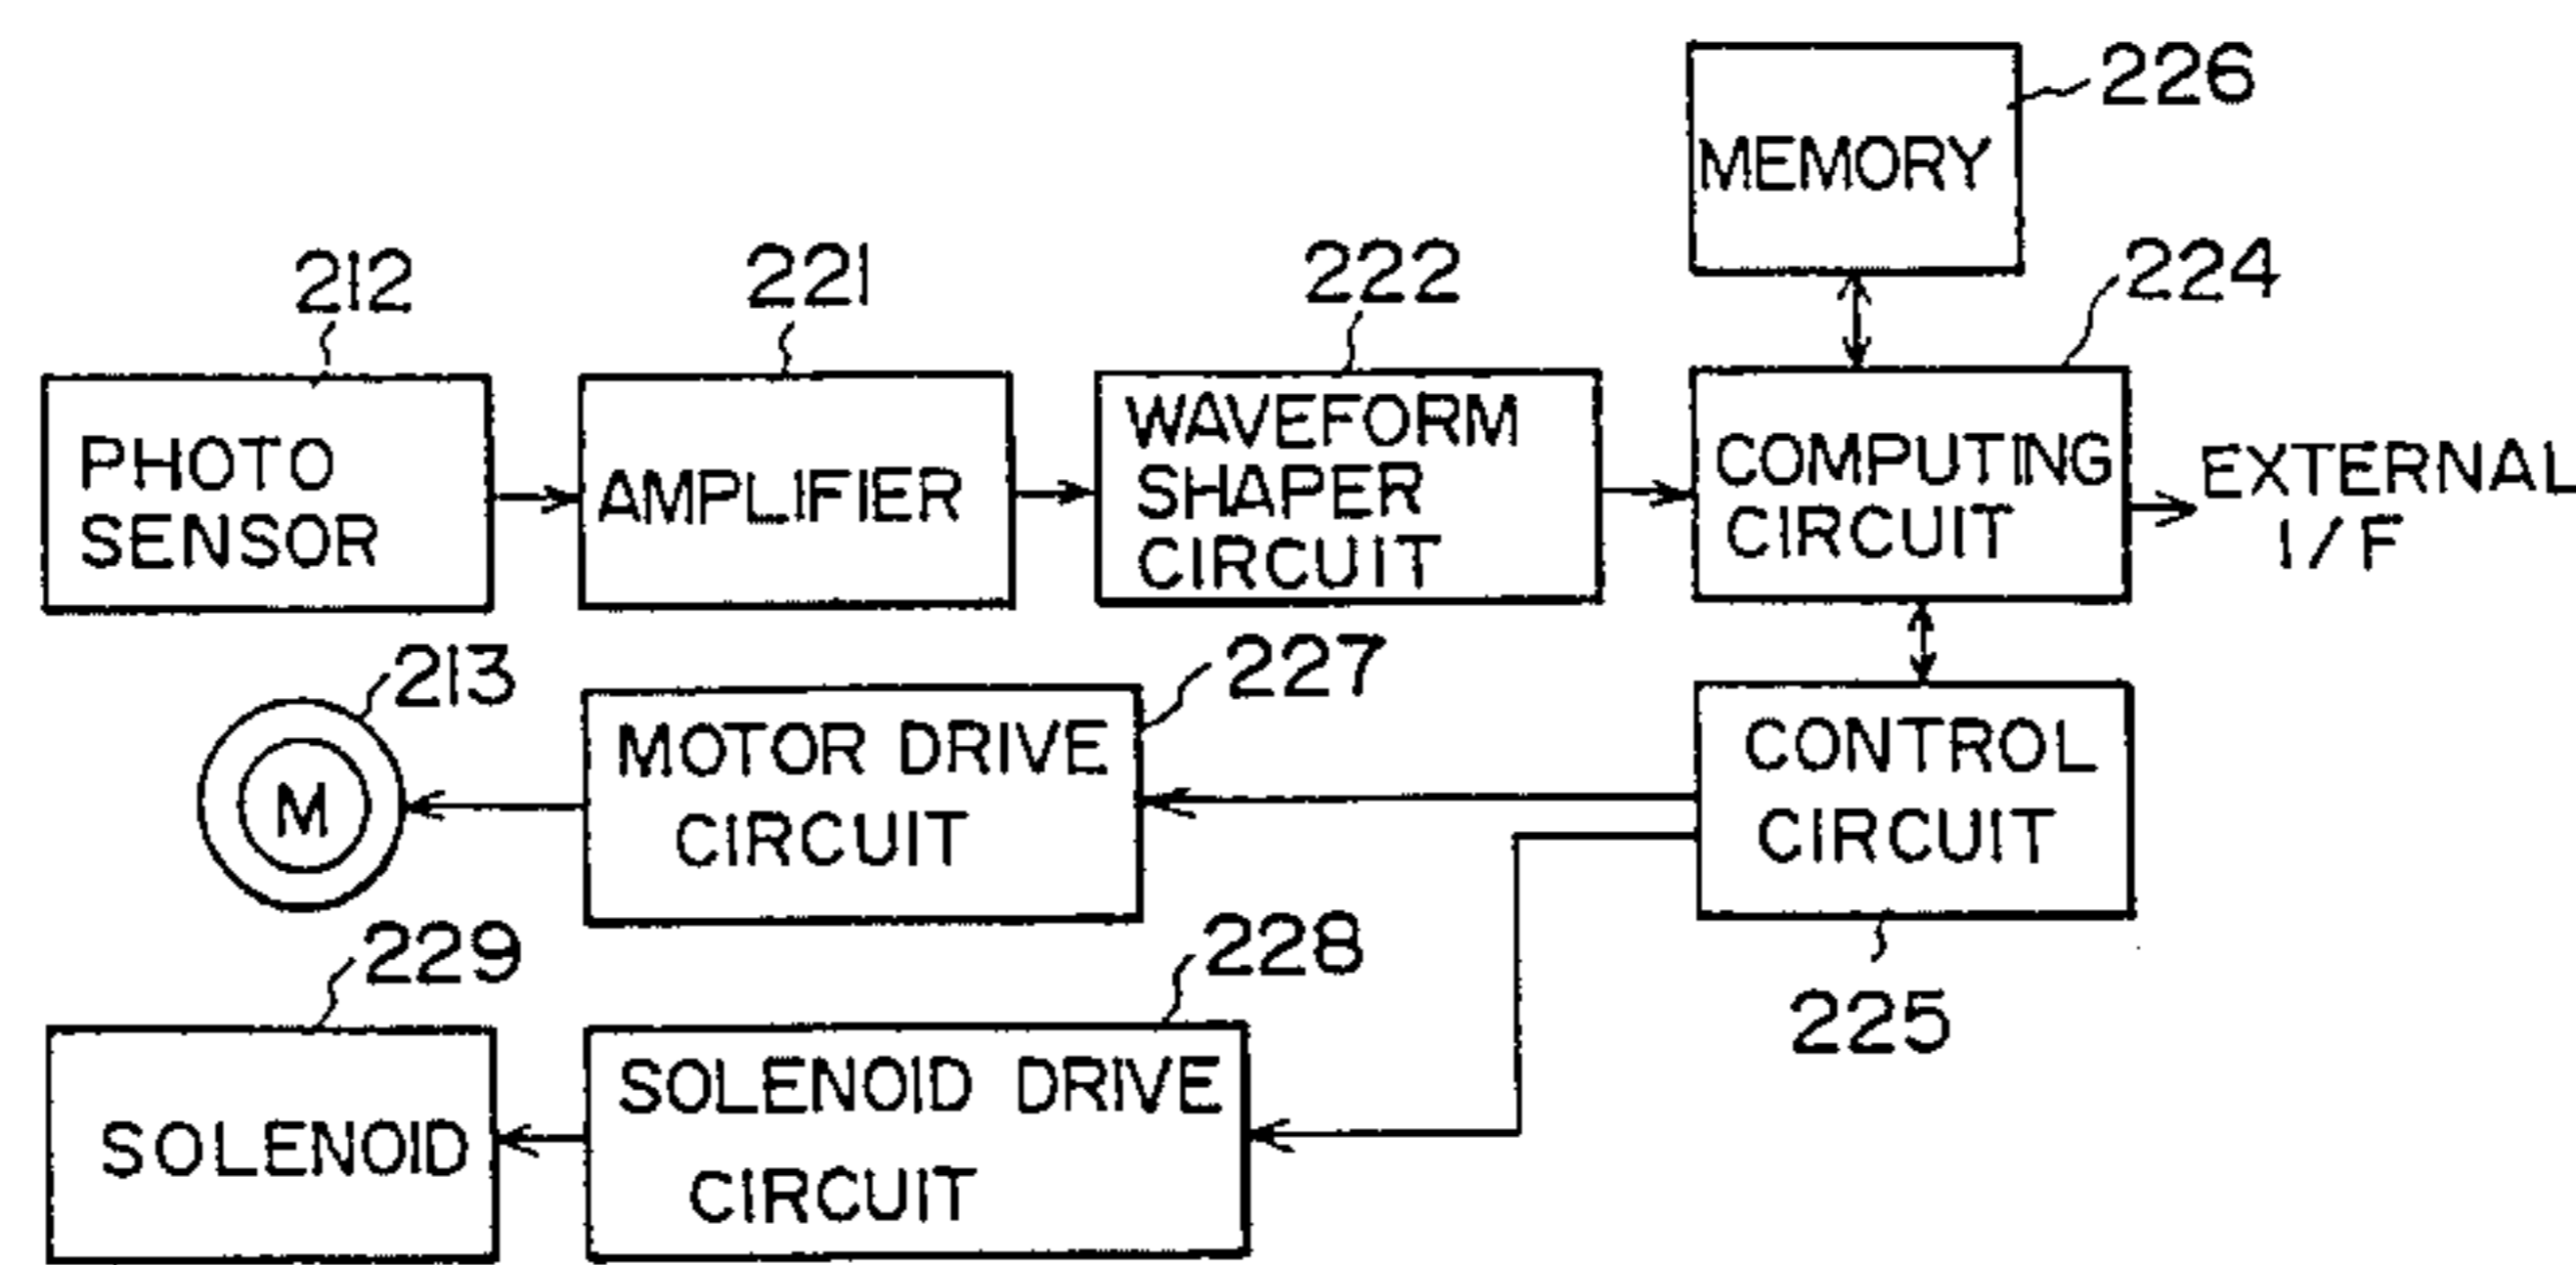 226
MEMORY
212
221
222
224
PHOTO
SENSOR
AMPLIFIER
WAVEFORM
SHAPER
CIRCUIT
COMPUTING
CIRCUIT
EXTERNAL
I/F
213
M
227
MOTOR DRIVE
CIRCUIT
CONTROL
CIRCUIT
225
229
SOLENOID
228
SOLENOID DRIVE
CIRCUIT